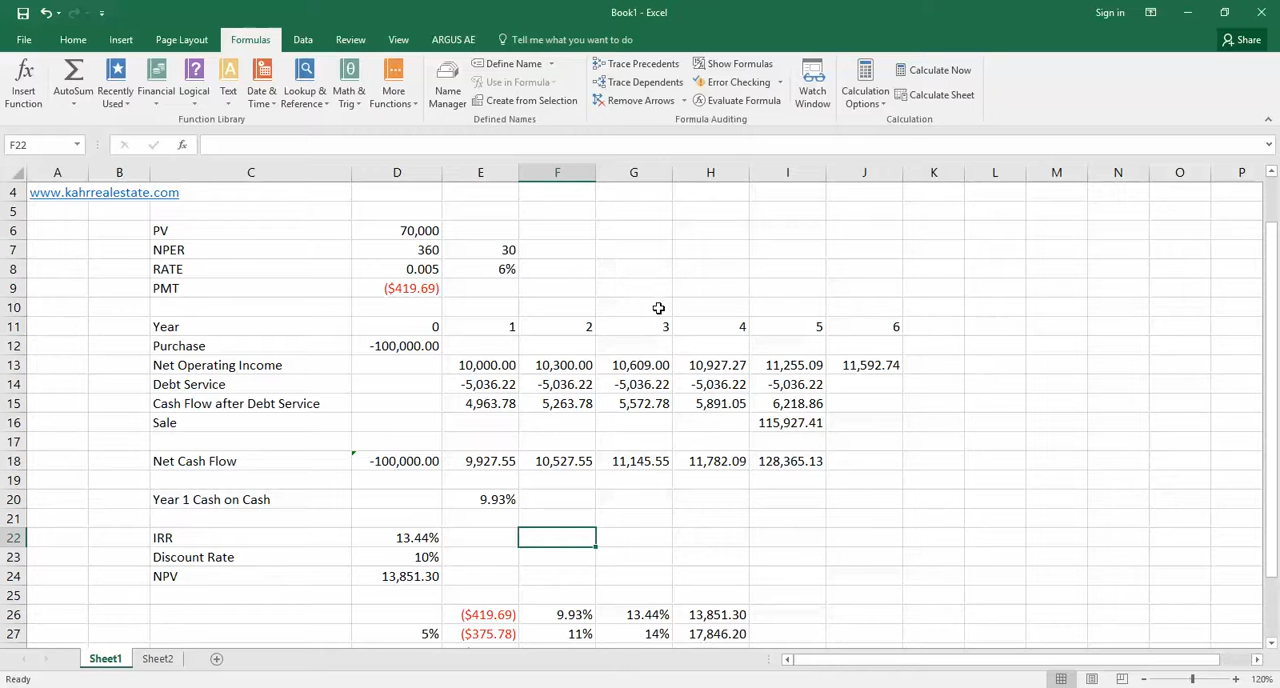 Book1 - Excel
Sign in
File Home Insert Page Layout Formulas Data Review View ARGUS AE Tell me what you want to do Share
Insert Function
AutoSum
Recently Used
Financial
Logical
Text
Date & Time
Lookup & Reference
Math & Trig
More Functions
Function Library
Name Manager
Define Name
Use in Formula
Create from Selection
Defined Names
Trace Precedents
Trace Dependents
Remove Arrows
Show Formulas
Error Checking
Evaluate Formula
Formula Auditing
Watch Window
Calculation Options
Calculate Now
Calculate Sheet
Calculation
F22 fx
A B C D E F G H I J K L M N O P
4 www.kahrrealestate.com
5
6 PV 70,000
7 NPER 360 30
8 RATE 0.005 6%
9 PMT ($419.69)
10
11 Year 0 1 2 3 4 5 6
12 Purchase -100,000.00
13 Net Operating Income 10,000.00 10,300.00 10,609.00 10,927.27 11,255.09 11,592.74
14 Debt Service -5,036.22 -5,036.22 -5,036.22 -5,036.22 -5,036.22
15 Cash Flow after Debt Service 4,963.78 5,263.78 5,572.78 5,891.05 6,218.86
16 Sale 115,927.41
17
18 Net Cash Flow -100,000.00 9,927.55 10,527.55 11,145.55 11,782.09 128,365.13
19
20 Year 1 Cash on Cash 9.93%
21
22 IRR 13.44%
23 Discount Rate 10%
24 NPV 13,851.30
25
26 ($419.69) 9.93% 13.44% 13,851.30
27 5% ($375.78) 11% 14% 17,846.20
Sheet1 Sheet2
Ready 120%